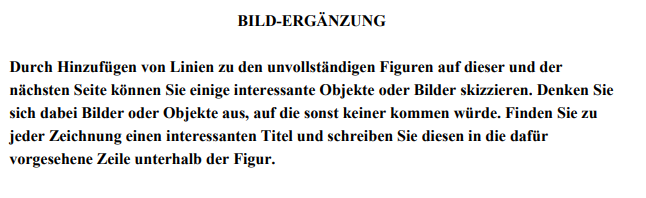 BILD-ERGÄNZUNG
Durch Hinzufügen von Linien zu den unvollständigen Figuren auf dieser und der
nächsten Seite können Sie einige interessante Objekte oder Bilder skizzieren. Denken Sie
sich dabei Bilder oder Objekte aus, auf die sonst keiner kommen würde. Finden Sie zu
jeder Zeichnung einen interessanten Titel und schreiben Sie diesen in die dafür
vorgesehene Zeile unterhalb der Figur.